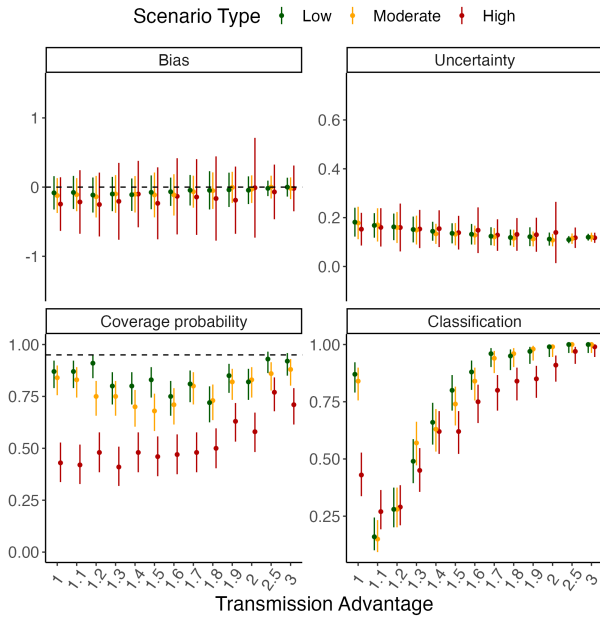 Scenario Type Low Moderate High
Bias Uncertainty
1
0
-1
0.6
0.4
0.2
0.0
Coverage probability Classification
1.00
0.75
0.50
0.25
0.00
1.00
0.75
0.50
0.25
1 1.1 1.2 1.3 1.4 1.5 1.6 1.7 1.8 1.9 2 2.5 3
1 1.1 1.2 1.3 1.4 1.5 1.6 1.7 1.8 1.9 2 2.5 3
Transmission Advantage